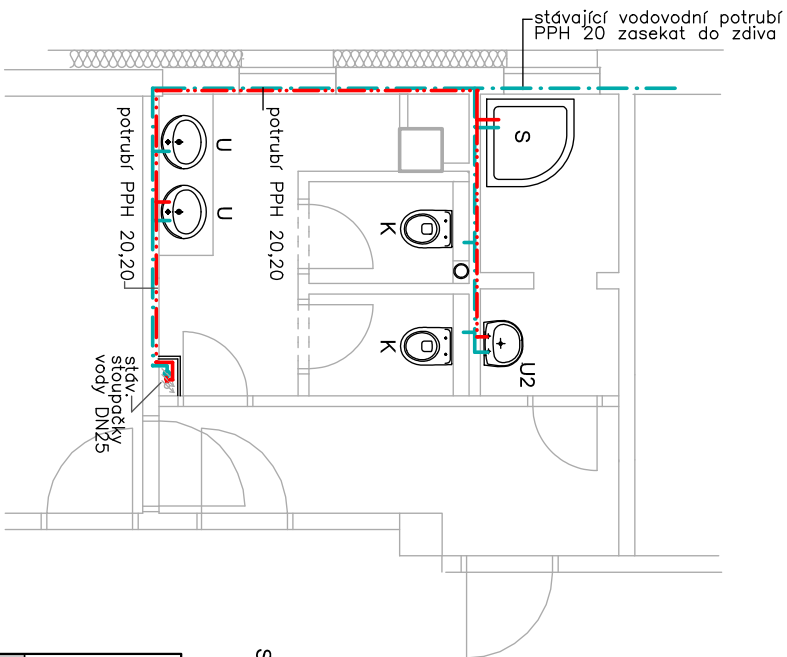 stávající vodovodní potrubí
PPH 20 zasekat do zdiva
potrubí PPH 20,20
potrubí PPH 20,20
U
U
S
K
K
U2
stáv.
stoupačky
vody DN25
S